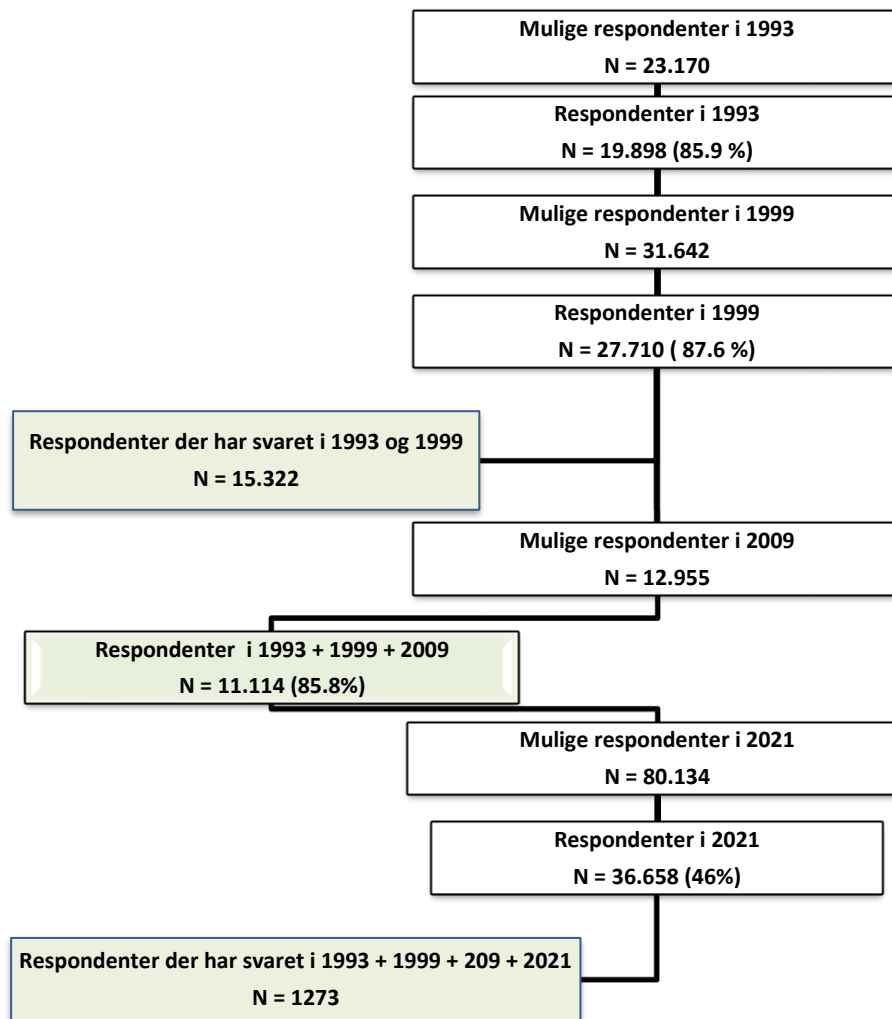 Mulige respondenter i 1993
N = 23.170
Respondenter i 1993
N = 19.898 (85.9 %)
Mulige respondenter i 1999
N = 31.642
Respondenter i 1999
N = 27.710 ( 87.6 %)
Respondenter der har svaret i 1993 og 1999
N = 15.322
Mulige respondenter i 2009
N = 12.955
Respondenter i 1993 + 1999 + 2009
N = 11.114 (85.8%)
Mulige respondenter i 2021
N = 80.134
Respondenter i 2021
N = 36.658 (46%)
Respondenter der har svaret i 1993 + 1999 + 209 + 2021
N = 1273